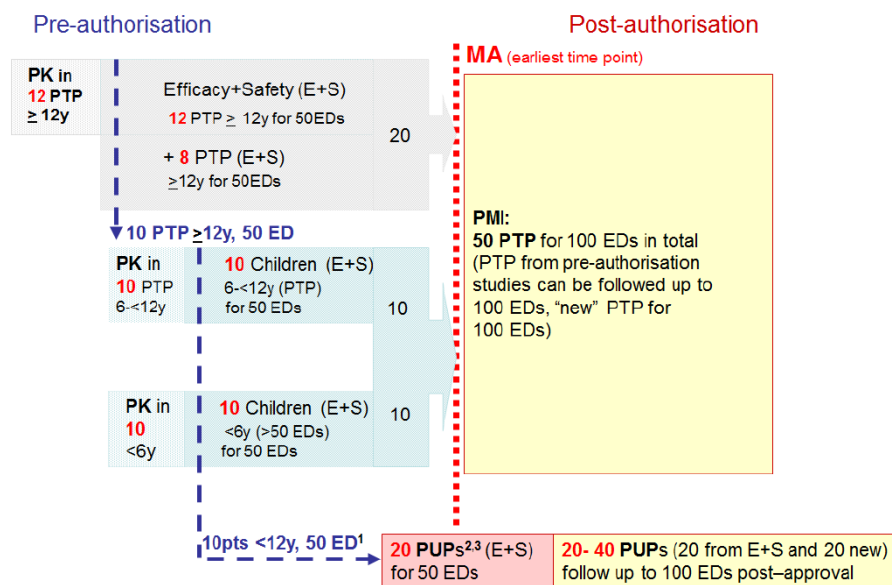 Pre-authorisation
Post-authorisation
MA (earliest time point)
PK in
12 PTP
≥ 12y
Efficacy+Safety (E+S)
12 PTP ≥ 12y for 50EDs
+ 8 PTP (E+S)
≥12y for 50EDs
20
10 PTP ≥12y, 50 ED
PK in
10 PTP
6-<12y
10 Children (E+S)
6-<12y (PTP)
for 50 EDs
10
PK in
10
<6y
10 Children (E+S)
<6y (>50 EDs)
for 50 EDs
10
PMI:
50 PTP for 100 EDs in total
(PTP from pre-authorisation
studies can be followed up to
100 EDs, “new” PTP for
100 EDs)
10pts <12y, 50 ED¹
20 PUPs²,³ (E+S)
for 50 EDs
20- 40 PUPs (20 from E+S and 20 new)
follow up to 100 EDs post–approval